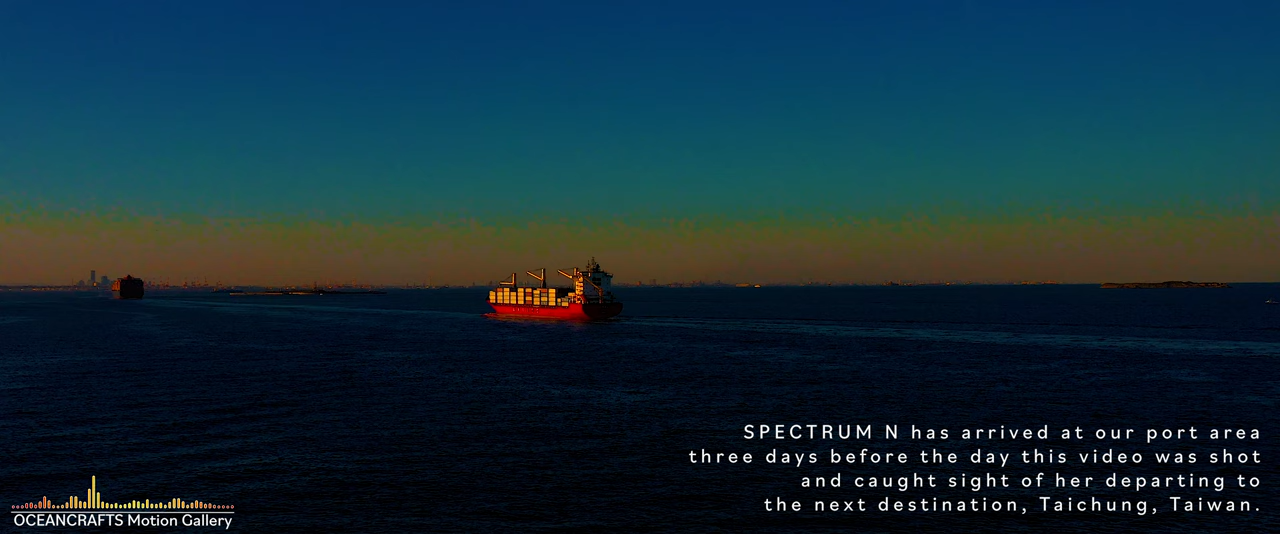 SPECTRUM N has arrived at our port area
three days before the day this video was shot
and caught sight of her departing to
the next destination, Taichung, Taiwan.
OCEANCRAFTS Motion Gallery